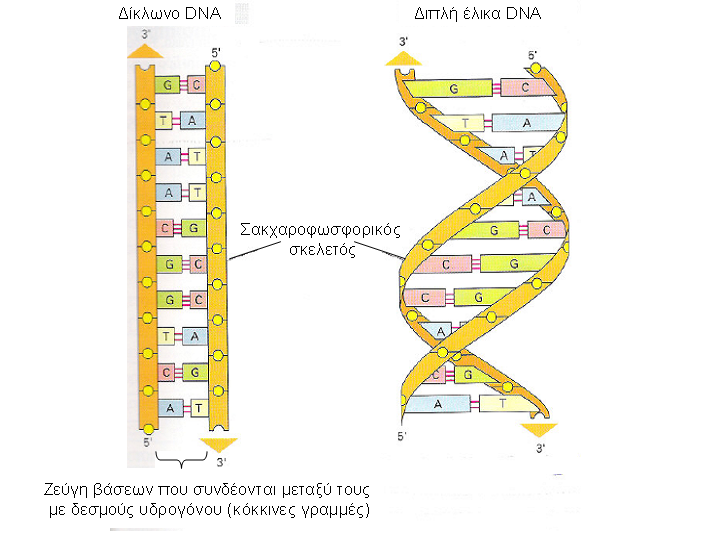 Δίκλωνο DNA
Διπλή έλικα DNA
3'
5'
G C
T A
A T
A T
C G
G C
G C
T A
C G
A T
5'
3'
3'
5'
G C
T A
A T
A
G C
C G
C G
A
C G
A T
5'
3'
Σακχαροφωσφορικός
σκελετός
Ζεύγη βάσεων που συνδέονται μεταξύ τους
με δεσμούς υδρογόνου (κόκκινες γραμμές)